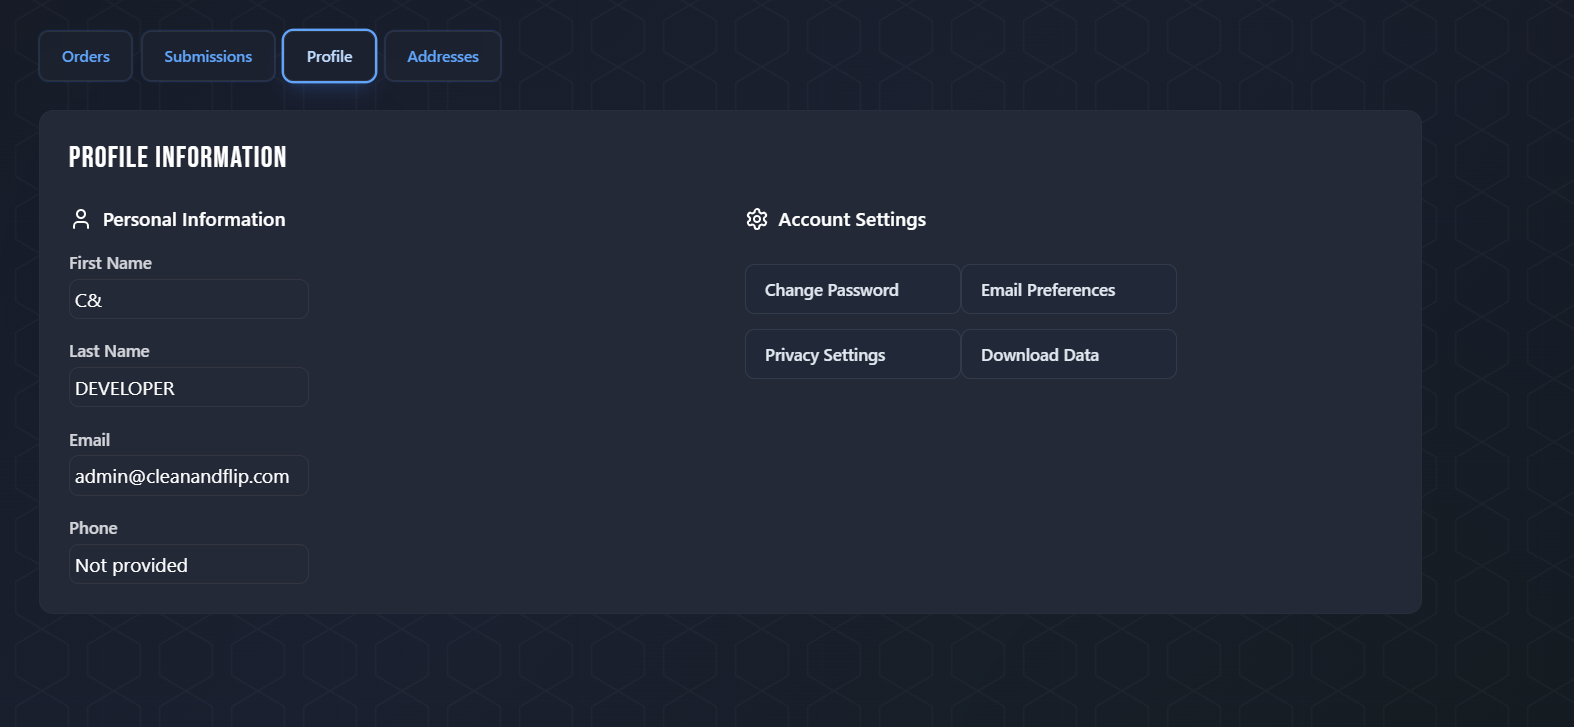 Orders
Submissions
Profile
Addresses
PROFILE INFORMATION
Personal Information
First Name
C&
Last Name
DEVELOPER
Email
admin@cleanandflip.com
Phone
Not provided
Account Settings
Change Password
Email Preferences
Privacy Settings
Download Data